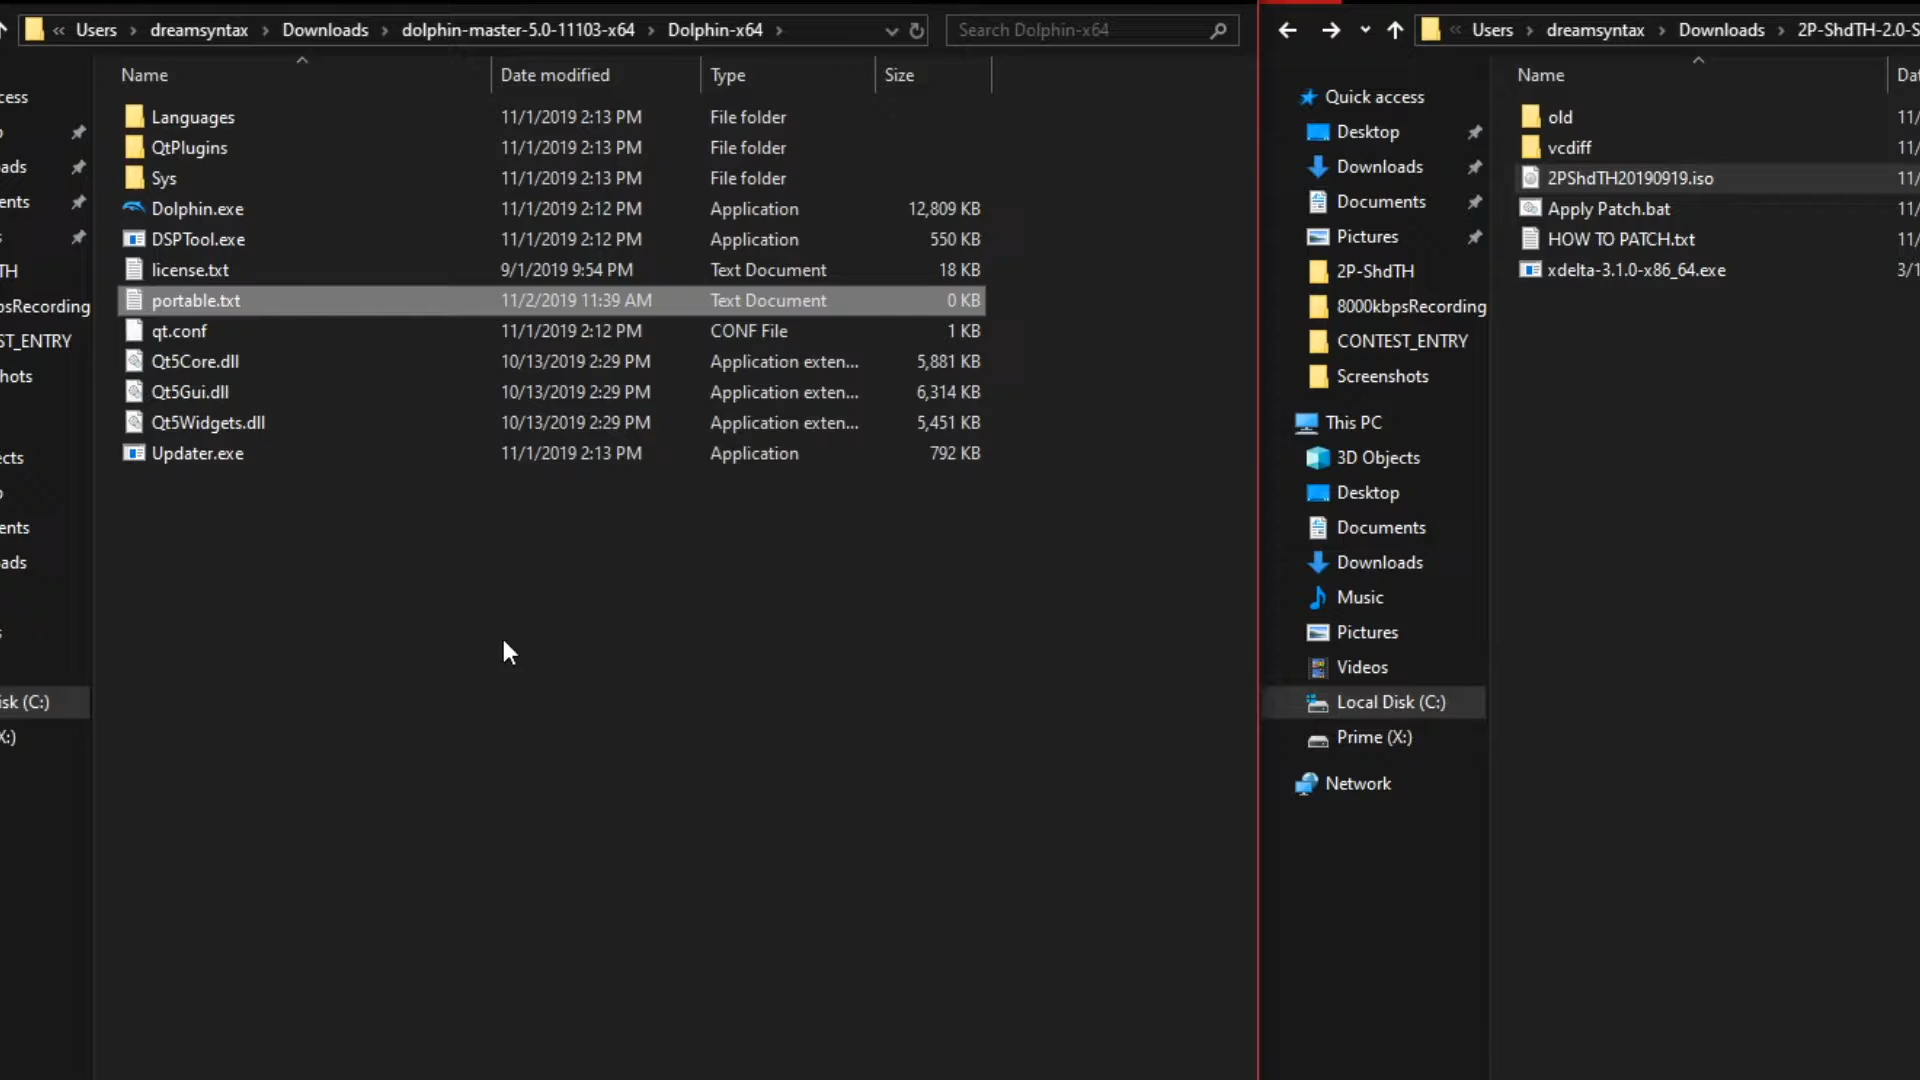 « Users › dreamsyntax › Downloads › dolphin-master-5.0-11103-x64 › Dolphin-x64 ›
Search Dolphin-x64
Name Date modified Type Size
Languages 11/1/2019 2:13 PM File folder
QtPlugins 11/1/2019 2:13 PM File folder
Sys 11/1/2019 2:13 PM File folder
Dolphin.exe 11/1/2019 2:12 PM Application 12,809 KB
DSPTool.exe 11/1/2019 2:12 PM Application 550 KB
license.txt 9/1/2019 9:54 PM Text Document 18 KB
portable.txt 11/2/2019 11:39 AM Text Document 0 KB
qt.conf 11/1/2019 2:12 PM CONF File 1 KB
Qt5Core.dll 10/13/2019 2:29 PM Application exten... 5,881 KB
Qt5Gui.dll 10/13/2019 2:29 PM Application exten... 6,314 KB
Qt5Widgets.dll 10/13/2019 2:29 PM Application exten... 5,451 KB
Updater.exe 11/1/2019 2:13 PM Application 792 KB
cess
ads
ents
TH
psRecording
ST_ENTRY
hots
ects
ents
ads
isk (C:)
X:)
« Users › dreamsyntax › Downloads › 2P-ShdTH-2.0-S
Quick access
Desktop
Downloads
Documents
Pictures
2P-ShdTH
8000kbpsRecording
CONTEST_ENTRY
Screenshots
This PC
3D Objects
Desktop
Documents
Downloads
Music
Pictures
Videos
Local Disk (C:)
Prime (X:)
Network
Name Dat
old 11/
vcdiff 11/
2PShdTH20190919.iso 11/
Apply Patch.bat 11/
HOW TO PATCH.txt 11/
xdelta-3.1.0-x86_64.exe 3/1